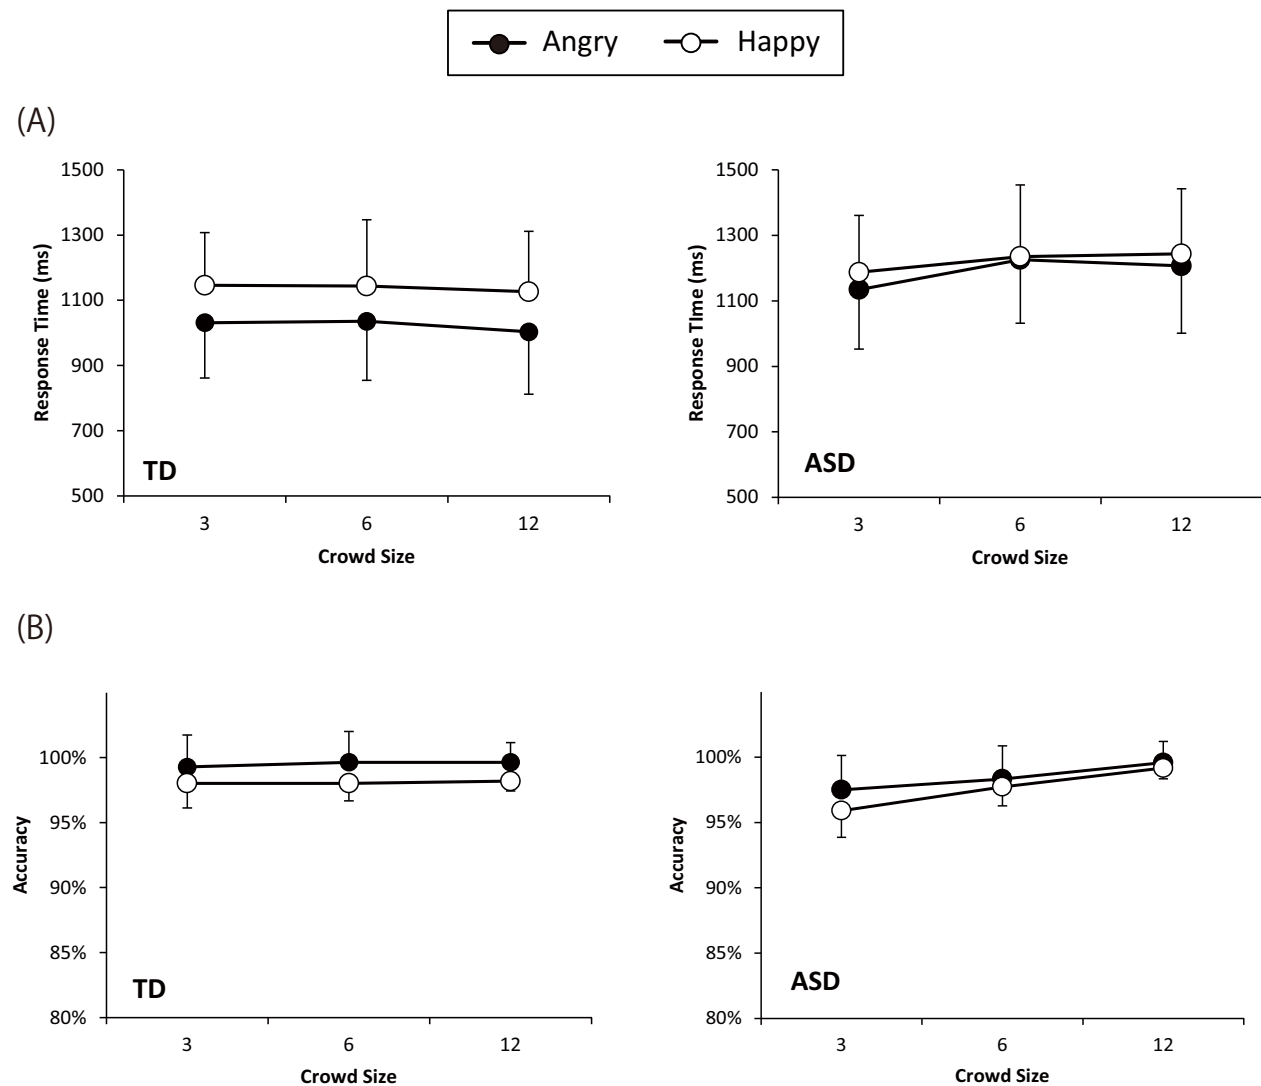 Angry Happy
(A)
1500
1300
1100
900
700
500
Response Time (ms)
TD
3 6 12
Crowd Size
1500
1300
1100
900
700
500
Response TIme (ms)
ASD
3 6 12
Crowd Size
(B)
100%
95%
90%
85%
80%
Accuracy
TD
3 6 12
Crowd Size
100%
95%
90%
85%
80%
Accuracy
ASD
3 6 12
Crowd Size